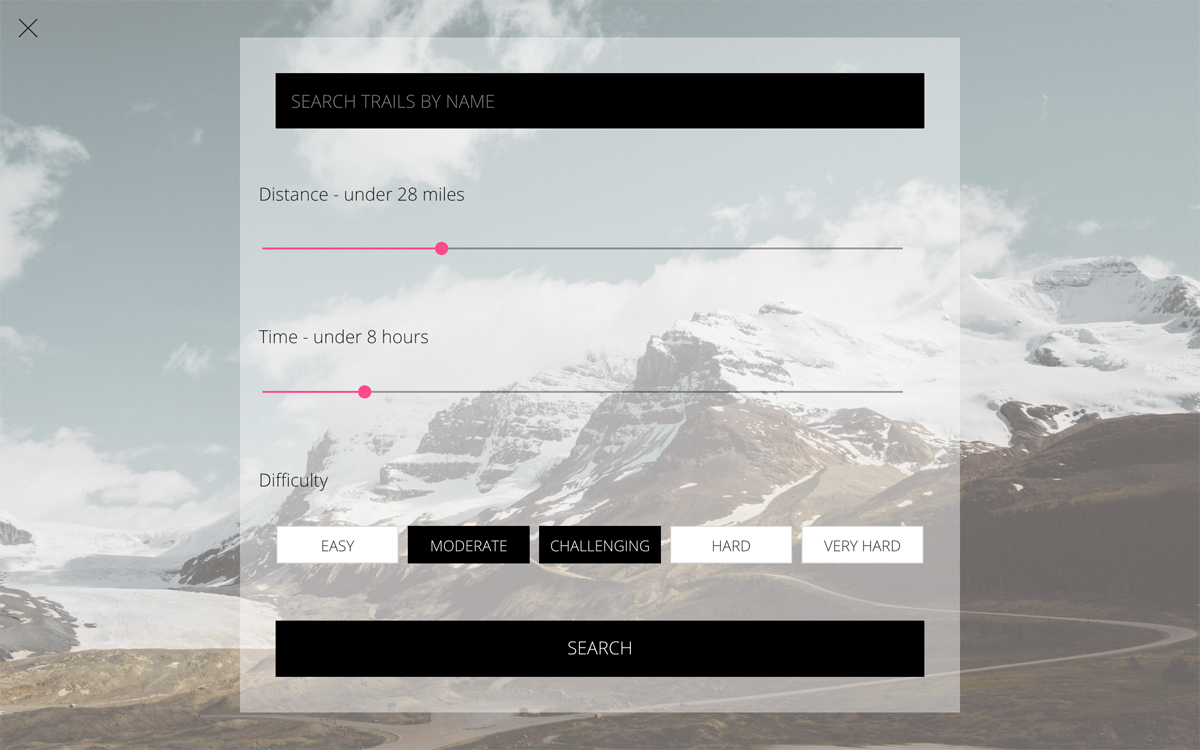 SEARCH TRAILS BY NAME
Distance - under 28 miles
Time - under 8 hours
Difficulty
EASY MODERATE CHALLENGING HARD VERY HARD
SEARCH